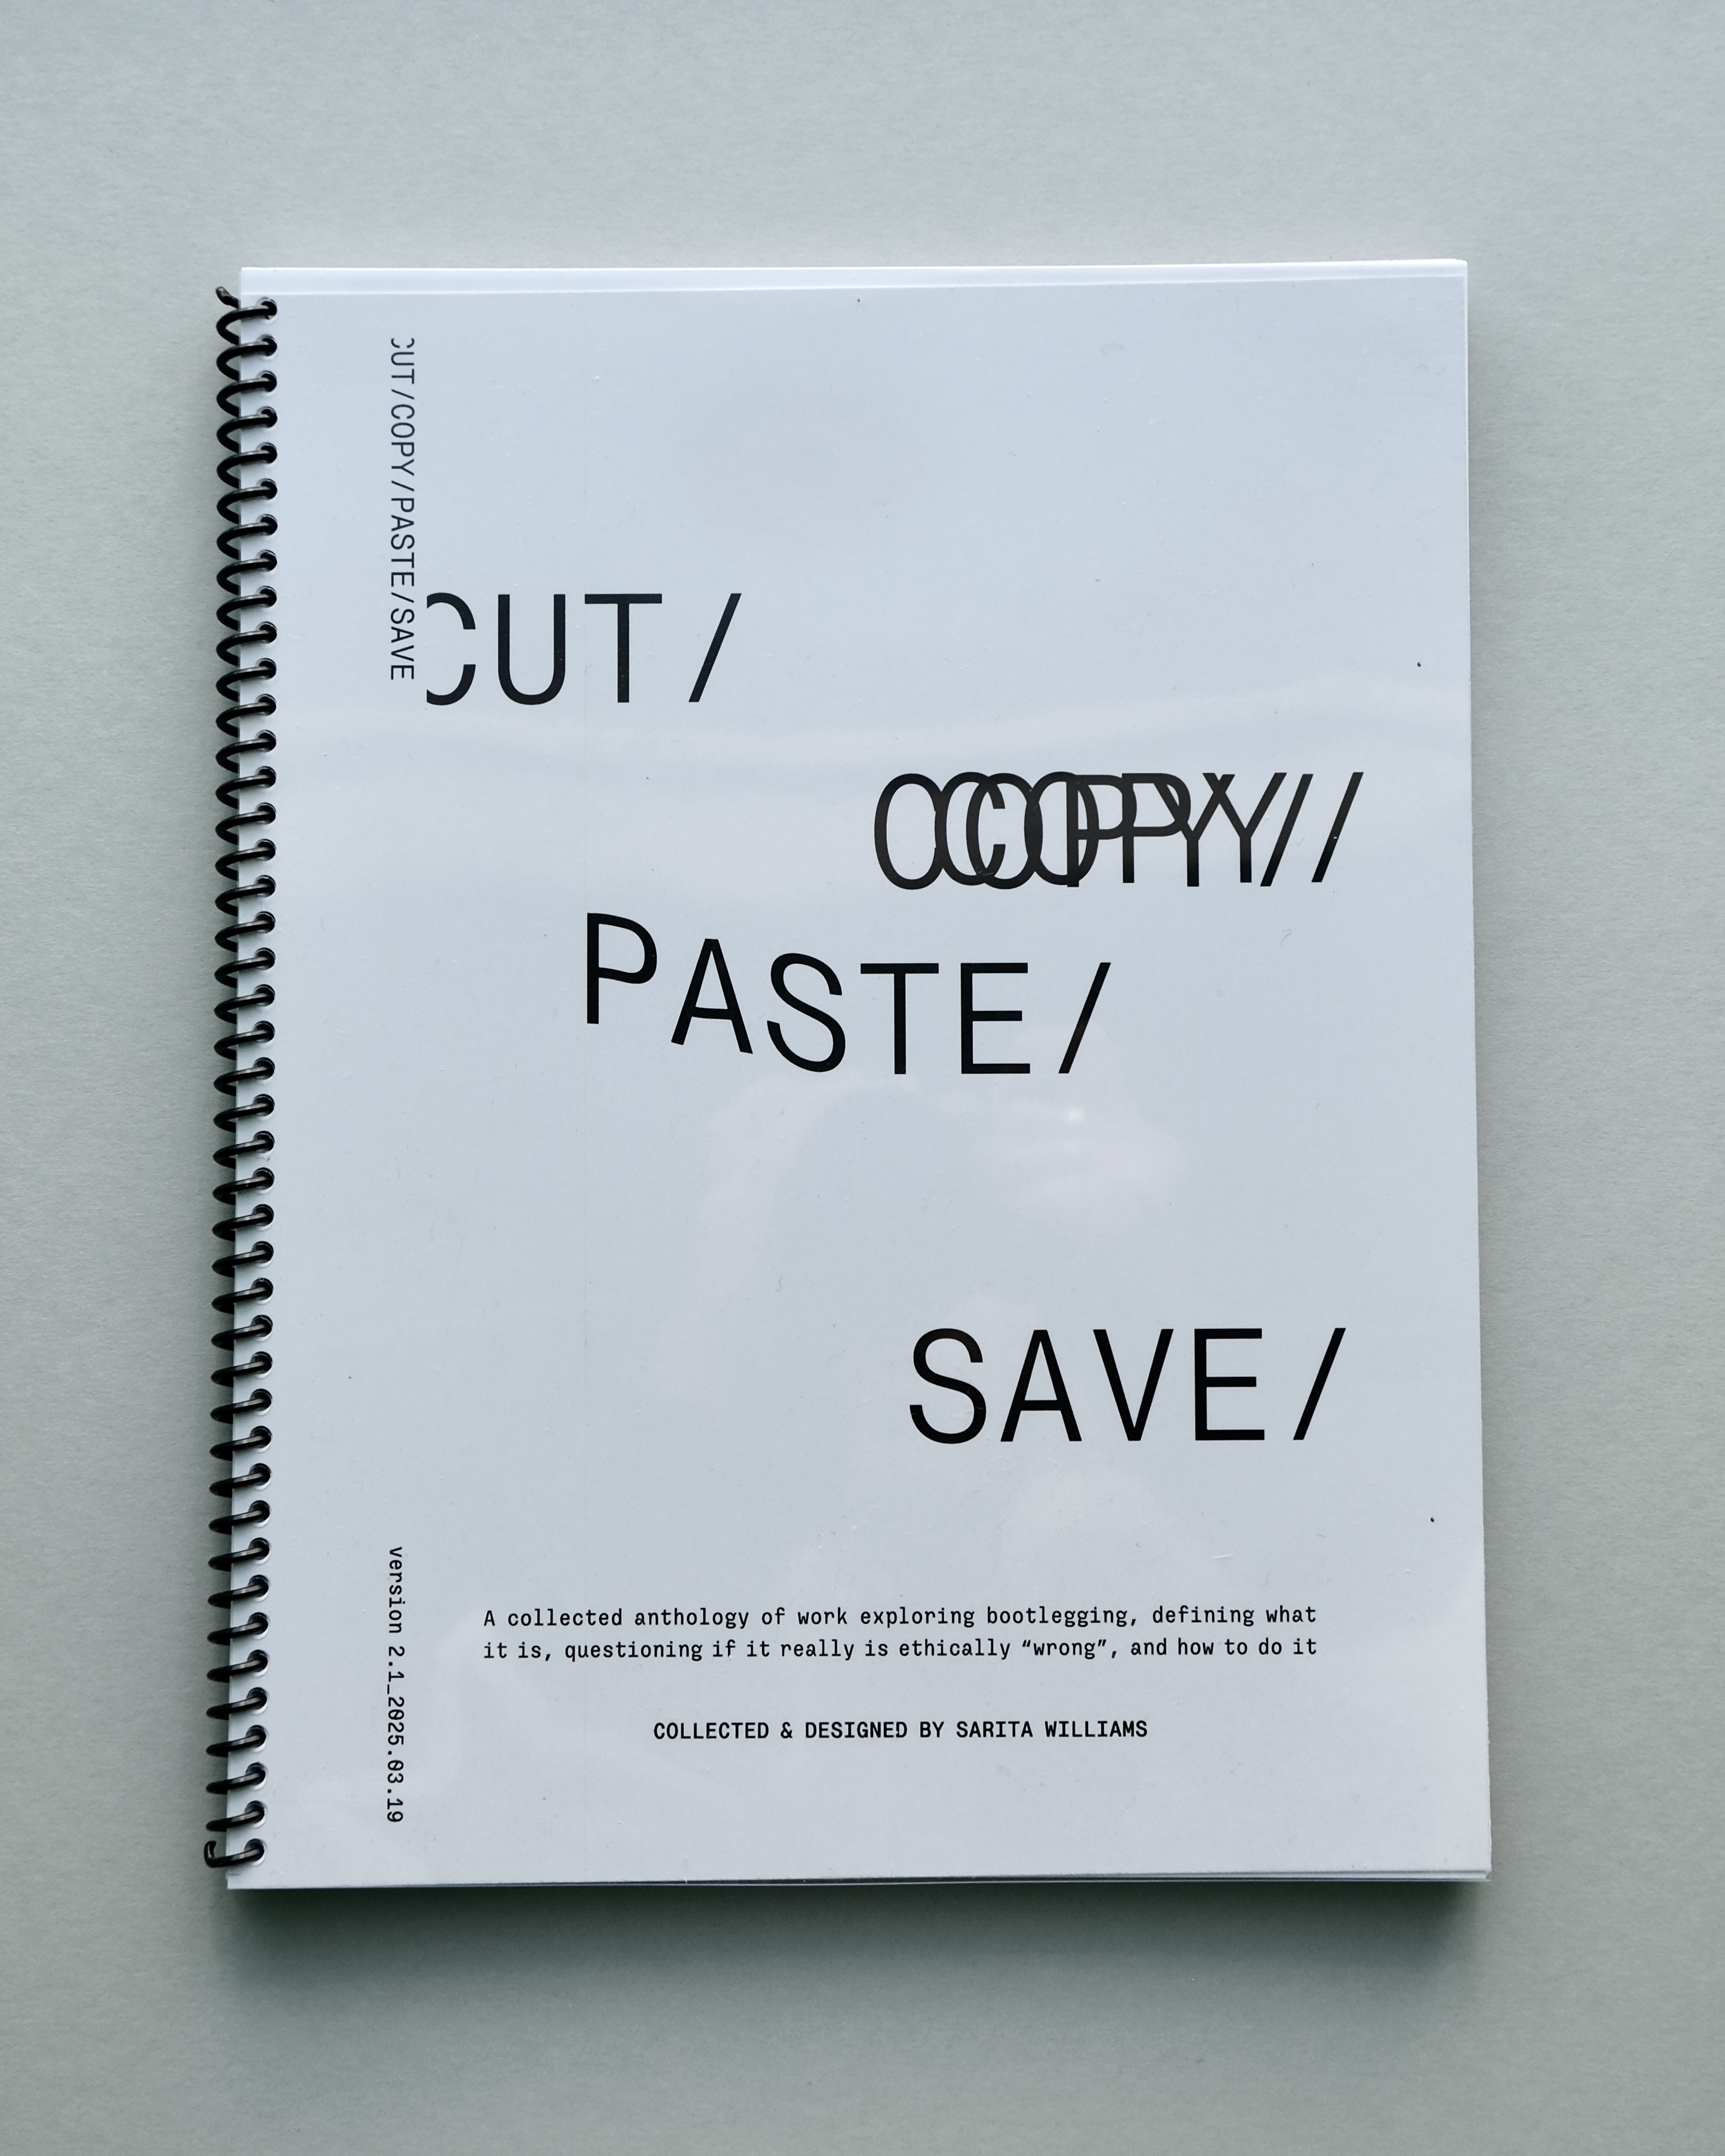 CUT/COPY/PASTE/SAVE
CUT/
COPY/
PASTE/
SAVE/
version 2.1_2025.03.19
A collected anthology of work exploring bootlegging, defining what
it is, questioning if it really is ethically “wrong”, and how to do it
COLLECTED & DESIGNED BY SARITA WILLIAMS